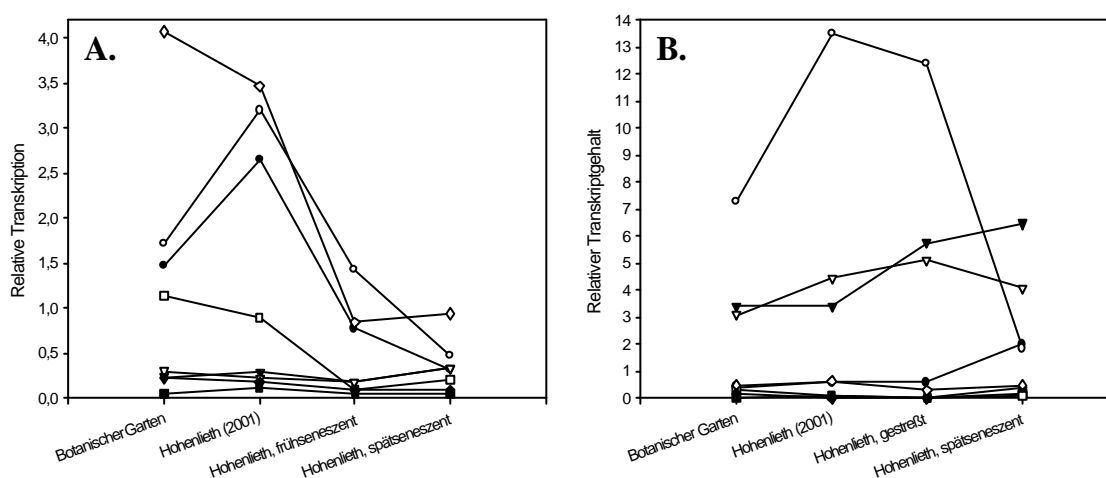 A.
Relative Transkription
4,0
3,5
3,0
2,5
2,0
1,5
1,0
0,5
0,0
Botanischer Garten
Hohenlieth (2001)
Hohenlieth, frühseneszent
Hohenlieth, spätseneszent
B.
Relativer Transkriptgehalt
14
13
12
11
10
9
8
7
6
5
4
3
2
1
0
Botanischer Garten
Hohenlieth (2001)
Hohenlieth, gestreßt
Hohenlieth, spätseneszent